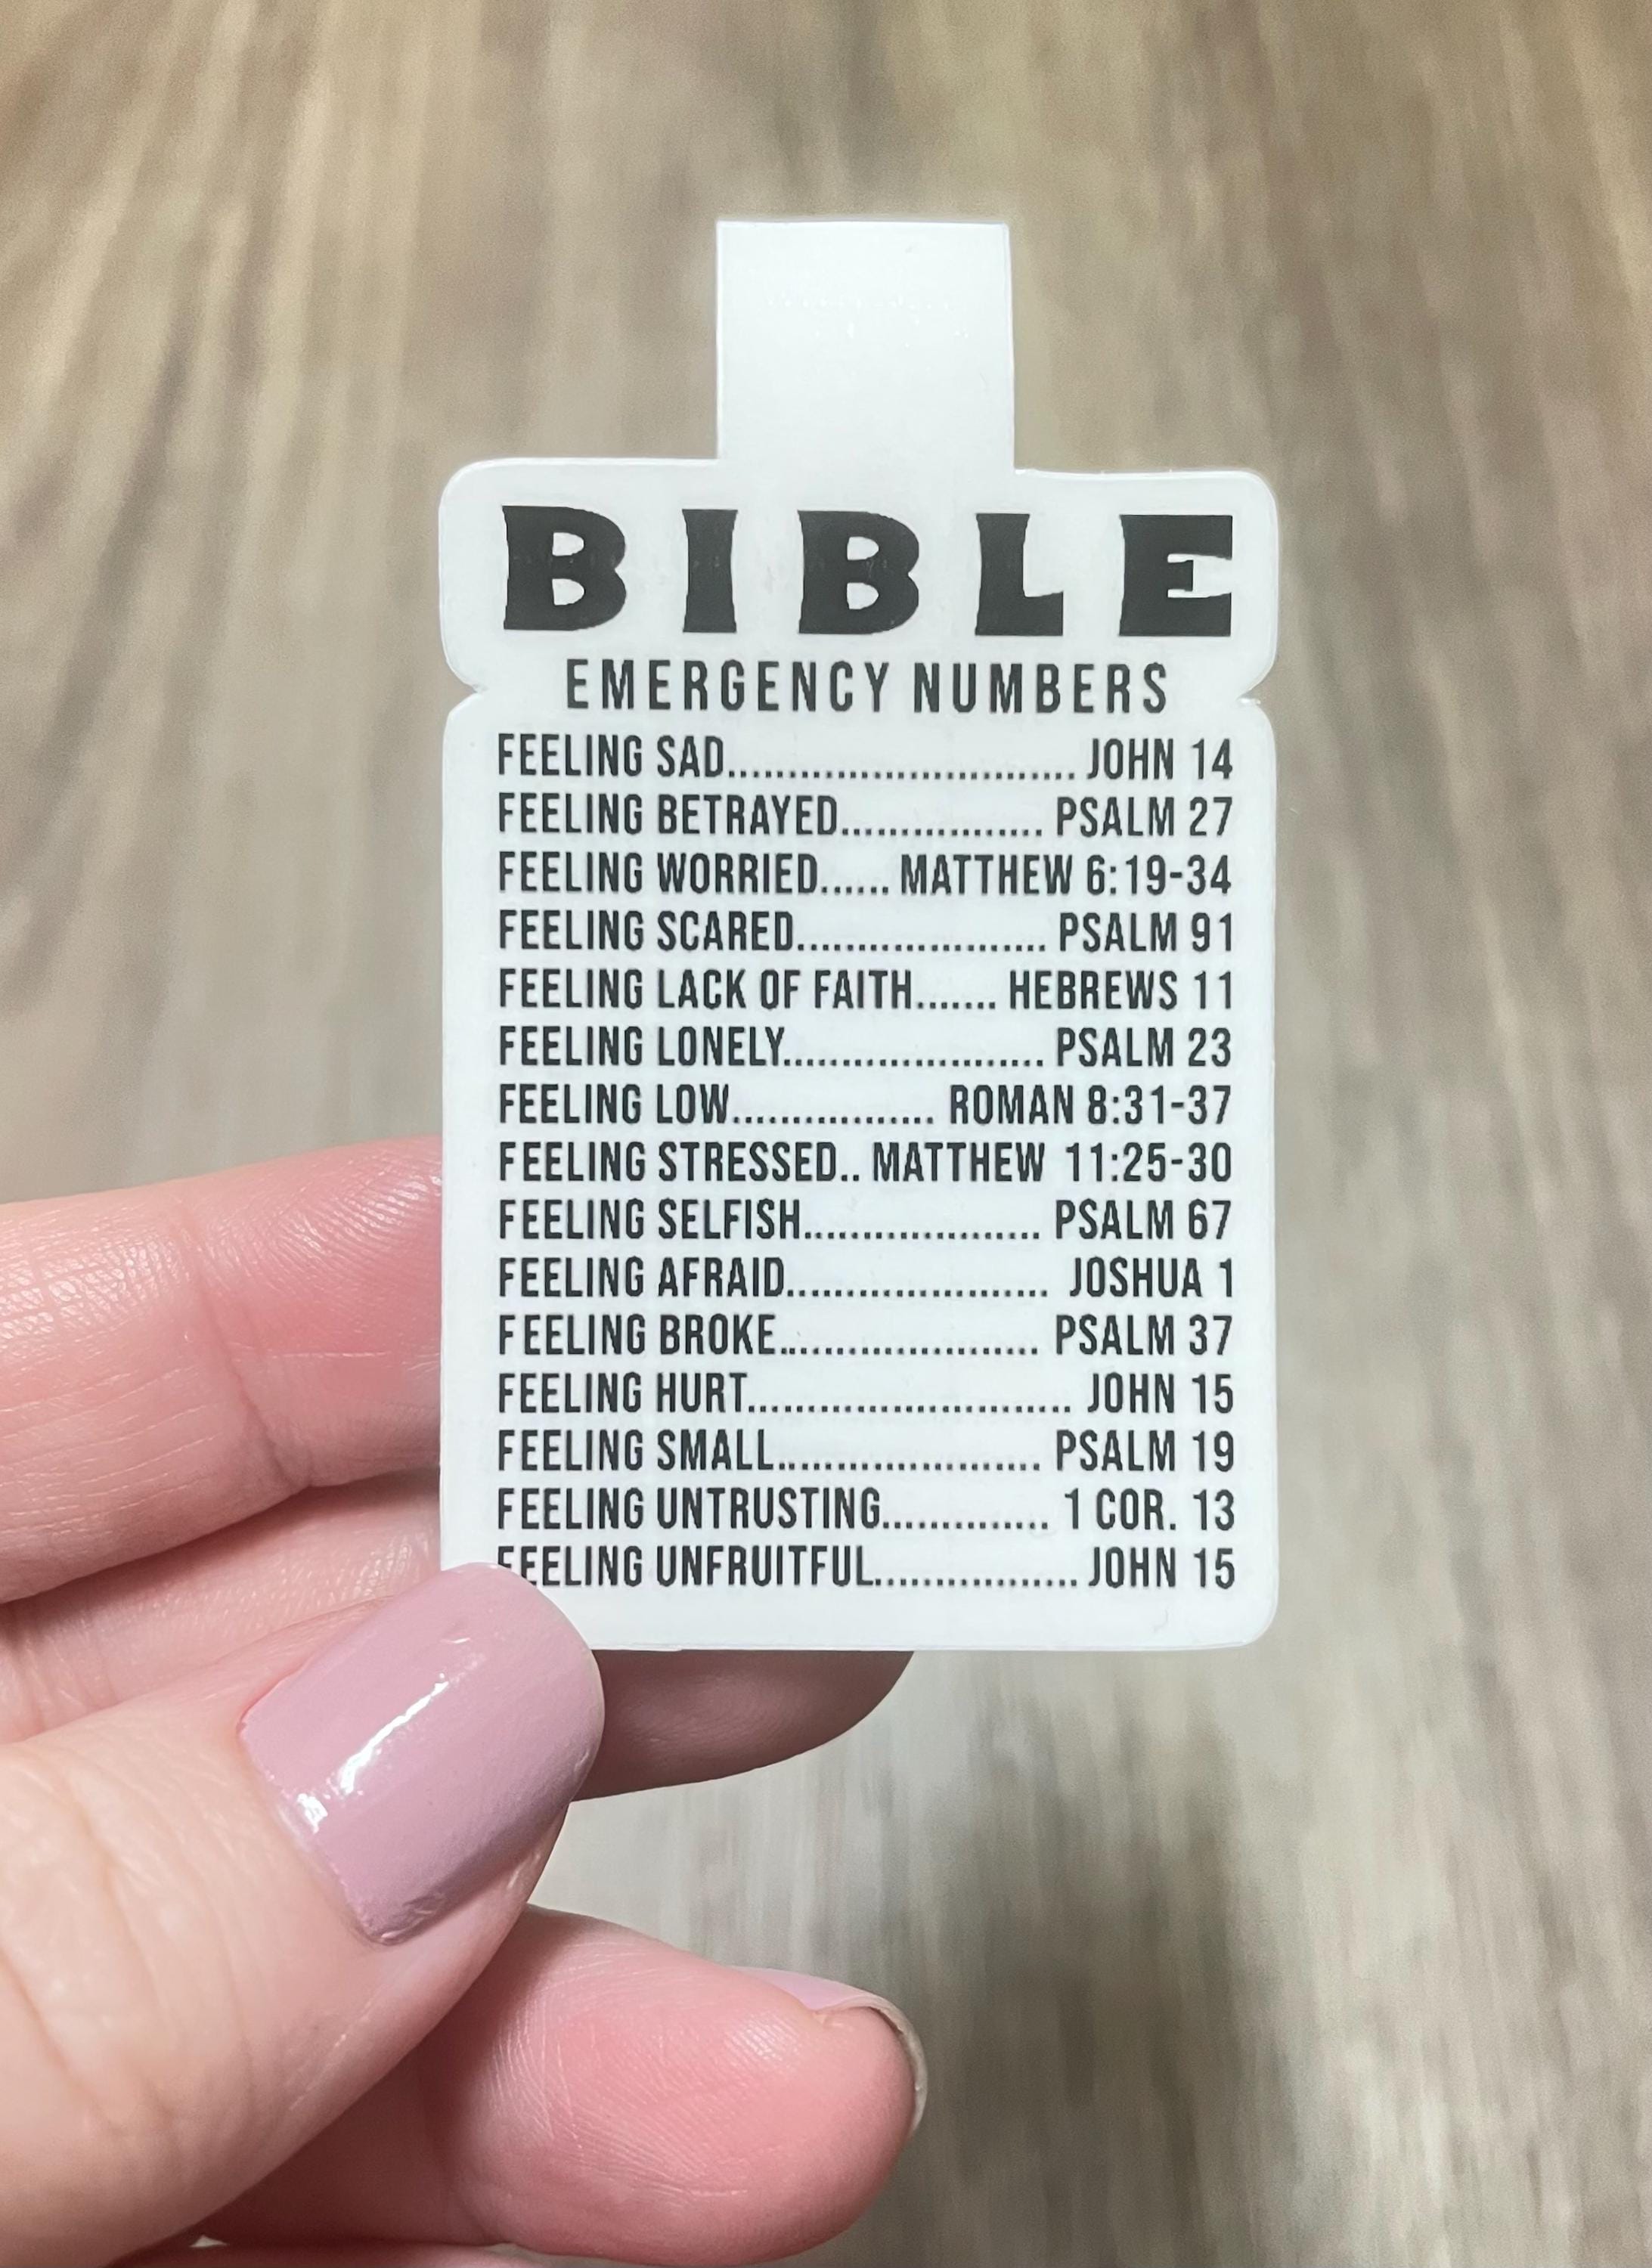 BIBLE
EMERGENCY NUMBERS
FEELING SAD............................. JOHN 14
FEELING BETRAYED................. PSALM 27
FEELING WORRIED...... MATTHEW 6:19-34
FEELING SCARED..................... PSALM 91
FEELING LACK OF FAITH....... HEBREWS 11
FEELING LONELY...................... PSALM 23
FEELING LOW................. ROMAN 8:31-37
FEELING STRESSED.. MATTHEW 11:25-30
FEELING SELFISH.................... PSALM 67
FEELING AFRAID...................... JOSHUA 1
FEELING BROKE...................... PSALM 37
FEELING HURT........................... JOHN 15
FEELING SMALL...................... PSALM 19
FEELING UNTRUSTING.............. 1 COR. 13
FEELING UNFRUITFUL................. JOHN 15